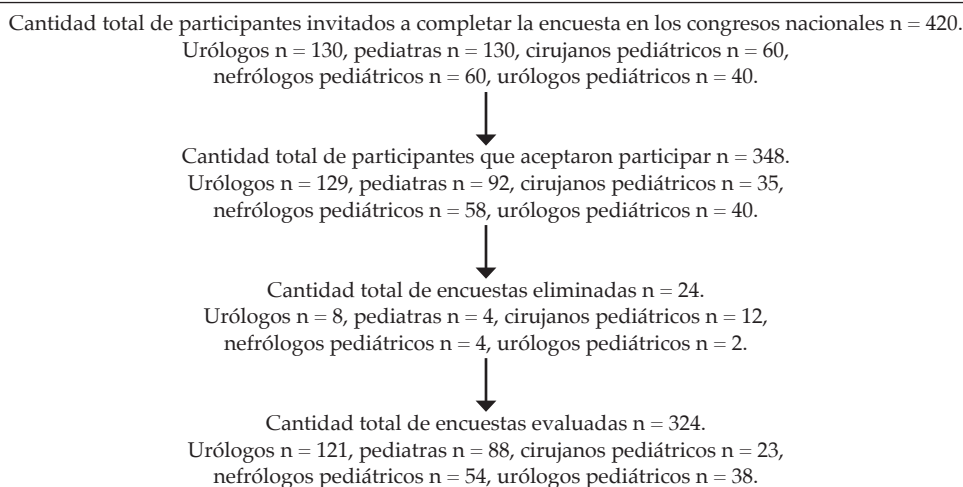 Cantidad total de participantes invitados a completar la encuesta en los congresos nacionales n = 420.
Urólogos n = 130, pediatras n = 130, cirujanos pediátricos n = 60,
nefrólogos pediátricos n = 60, urólogos pediátricos n = 40.
Cantidad total de participantes que aceptaron participar n = 348.
Urólogos n = 129, pediatras n = 92, cirujanos pediátricos n = 35,
nefrólogos pediátricos n = 58, urólogos pediátricos n = 40.
Cantidad total de encuestas eliminadas n = 24.
Urólogos n = 8, pediatras n = 4, cirujanos pediátricos n = 12,
nefrólogos pediátricos n = 4, urólogos pediátricos n = 2.
Cantidad total de encuestas evaluadas n = 324.
Urólogos n = 121, pediatras n = 88, cirujanos pediátricos n = 23,
nefrólogos pediátricos n = 54, urólogos pediátricos n = 38.